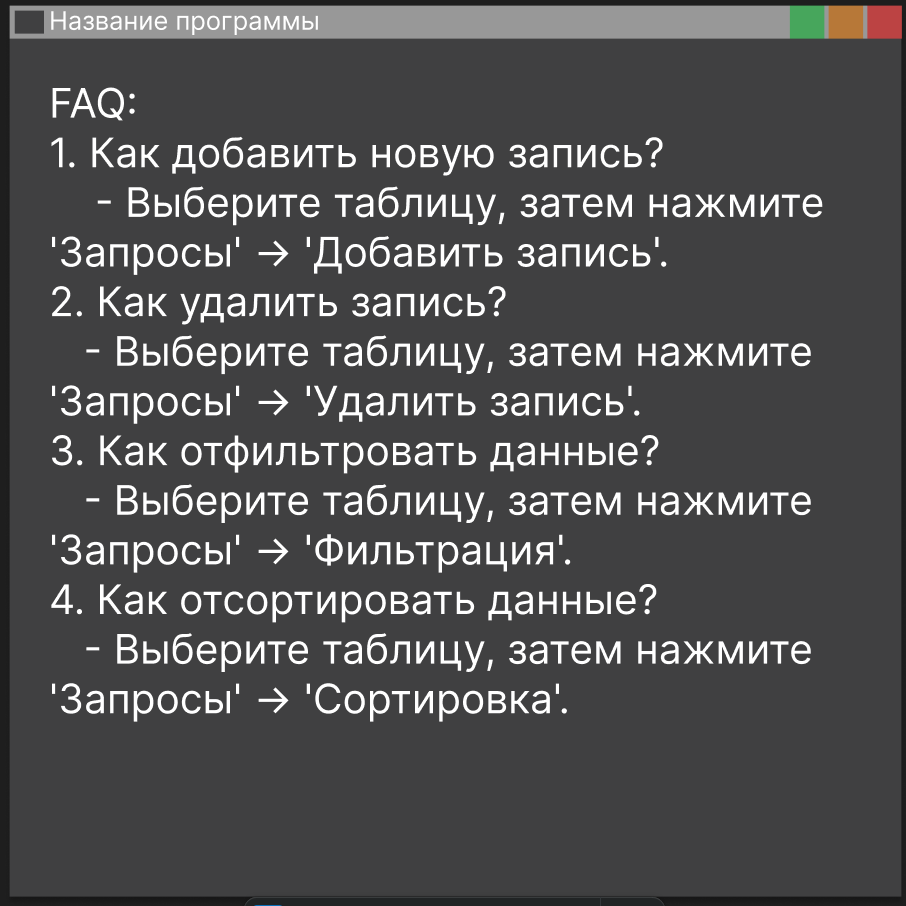 Название программы
FAQ:
1. Как добавить новую запись?
- Выберите таблицу, затем нажмите
'Запросы' → 'Добавить запись'.
2. Как удалить запись?
- Выберите таблицу, затем нажмите
'Запросы' → 'Удалить запись'.
3. Как отфильтровать данные?
- Выберите таблицу, затем нажмите
'Запросы' → 'Фильтрация'.
4. Как отсортировать данные?
- Выберите таблицу, затем нажмите
'Запросы' → 'Сортировка'.